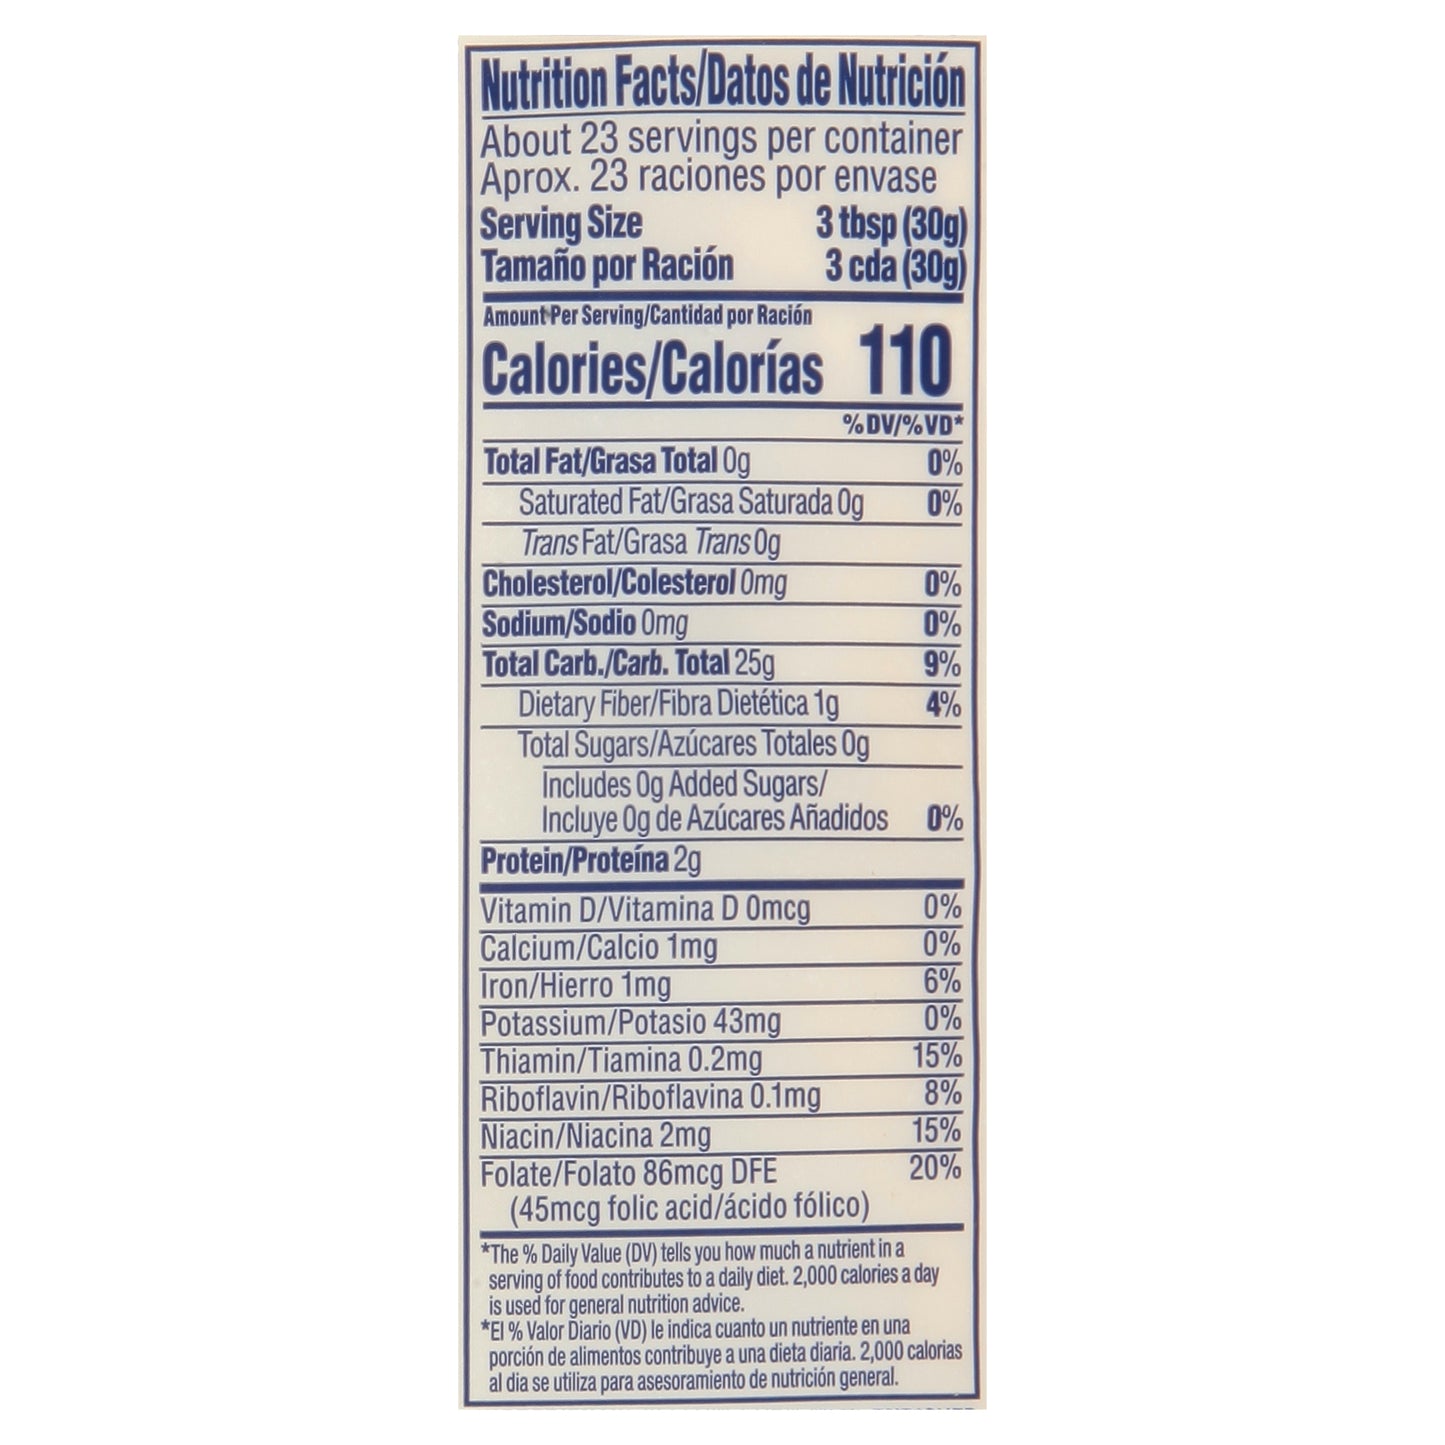 Nutrition Facts/Datos de Nutrición
About 23 servings per container
Aprox. 23 raciones por envase
Serving Size 3 tbsp (30g)
Tamaño por Ración 3 cda (30g)
Amount Per Serving/Cantidad por Ración
Calories/Calorías 110
% DV/% VD*
Total Fat/Grasa Total 0g 0%
Saturated Fat/Grasa Saturada 0g 0%
Trans Fat/Grasa Trans 0g
Cholesterol/Colesterol 0mg 0%
Sodium/Sodio 0mg 0%
Total Carb./Carb. Total 25g 9%
Dietary Fiber/Fibra Dietética 1g 4%
Total Sugars/Azúcares Totales 0g
Includes 0g Added Sugars/
Incluye 0g de Azúcares Añadidos 0%
Protein/Proteína 2g
Vitamin D/Vitamina D 0mcg 0%
Calcium/Calcio 1mg 0%
Iron/Hierro 1mg 6%
Potassium/Potasio 43mg 0%
Thiamin/Tiamina 0.2mg 15%
Riboflavin/Riboflavina 0.1mg 8%
Niacin/Niacina 2mg 15%
Folate/Folato 86mcg DFE 20%
(45mcg folic acid/ácido fólico)
*The % Daily Value (DV) tells you how much a nutrient in a
serving of food contributes to a daily diet. 2,000 calories a day
is used for general nutrition advice.
*El % Valor Diario (VD) le indica cuanto un nutriente en una
porción de alimentos contribuye a una dieta diaria. 2,000 calorias
al dia se utiliza para asesoramiento de nutrición general.